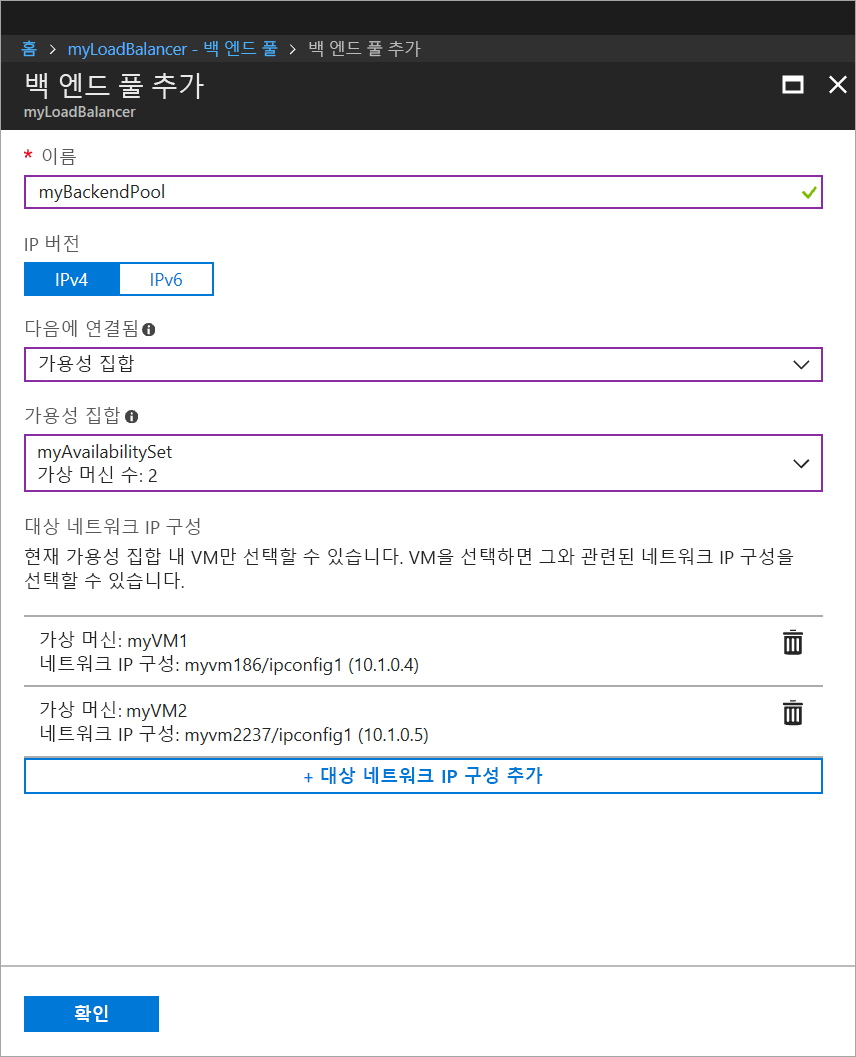 홈 > myLoadBalancer - 백 엔드 풀 > 백 엔드 풀 추가
백 엔드 풀 추가
myLoadBalancer
* 이름
myBackendPool
IP 버전
IPv4 IPv6
다음에 연결됨
가용성 집합
가용성 집합
myAvailabilitySet
가상 머신 수: 2
대상 네트워크 IP 구성
현재 가용성 집합 내 VM만 선택할 수 있습니다. VM을 선택하면 그와 관련된 네트워크 IP 구성을
선택할 수 있습니다.
가상 머신: myVM1
네트워크 IP 구성: myvm186/ipconfig1 (10.1.0.4)
가상 머신: myVM2
네트워크 IP 구성: myvm2237/ipconfig1 (10.1.0.5)
+ 대상 네트워크 IP 구성 추가
확인